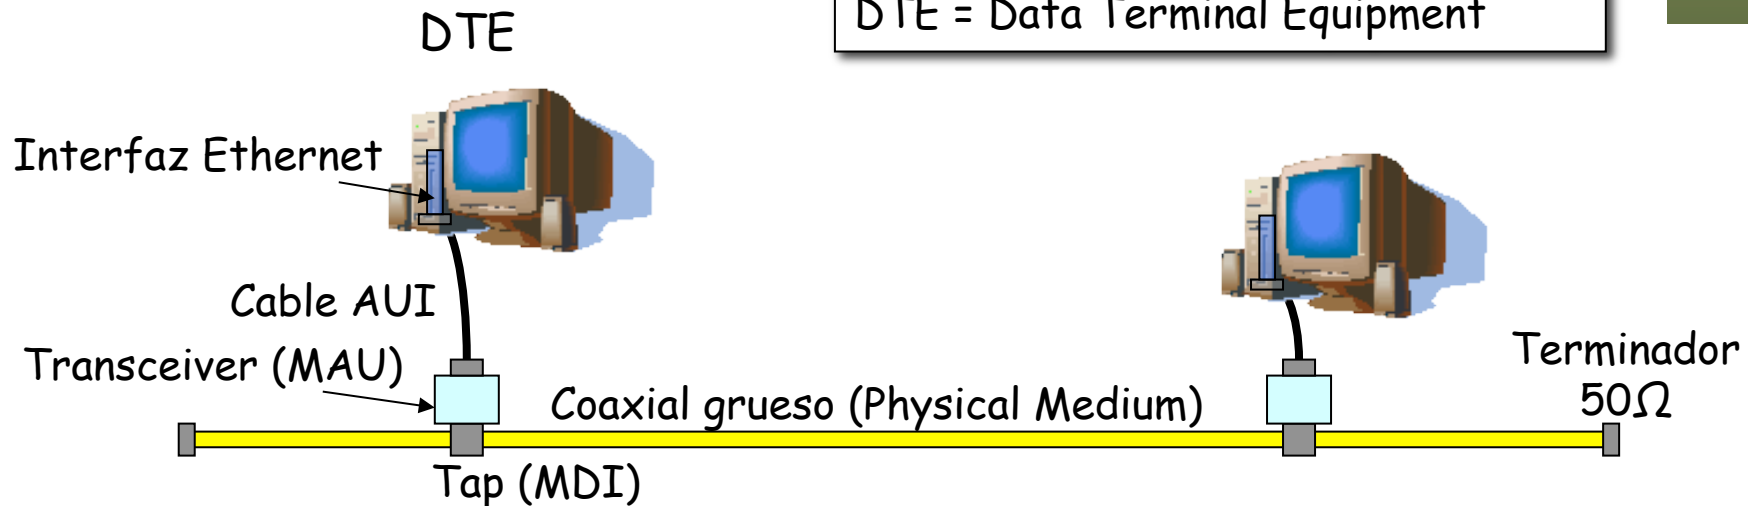 DTE = Data Terminal Equipment
DTE
Interfaz Ethernet
Cable AUI
Transceiver (MAU)
Coaxial grueso (Physical Medium)
Terminador
50Ω
Tap (MDI)